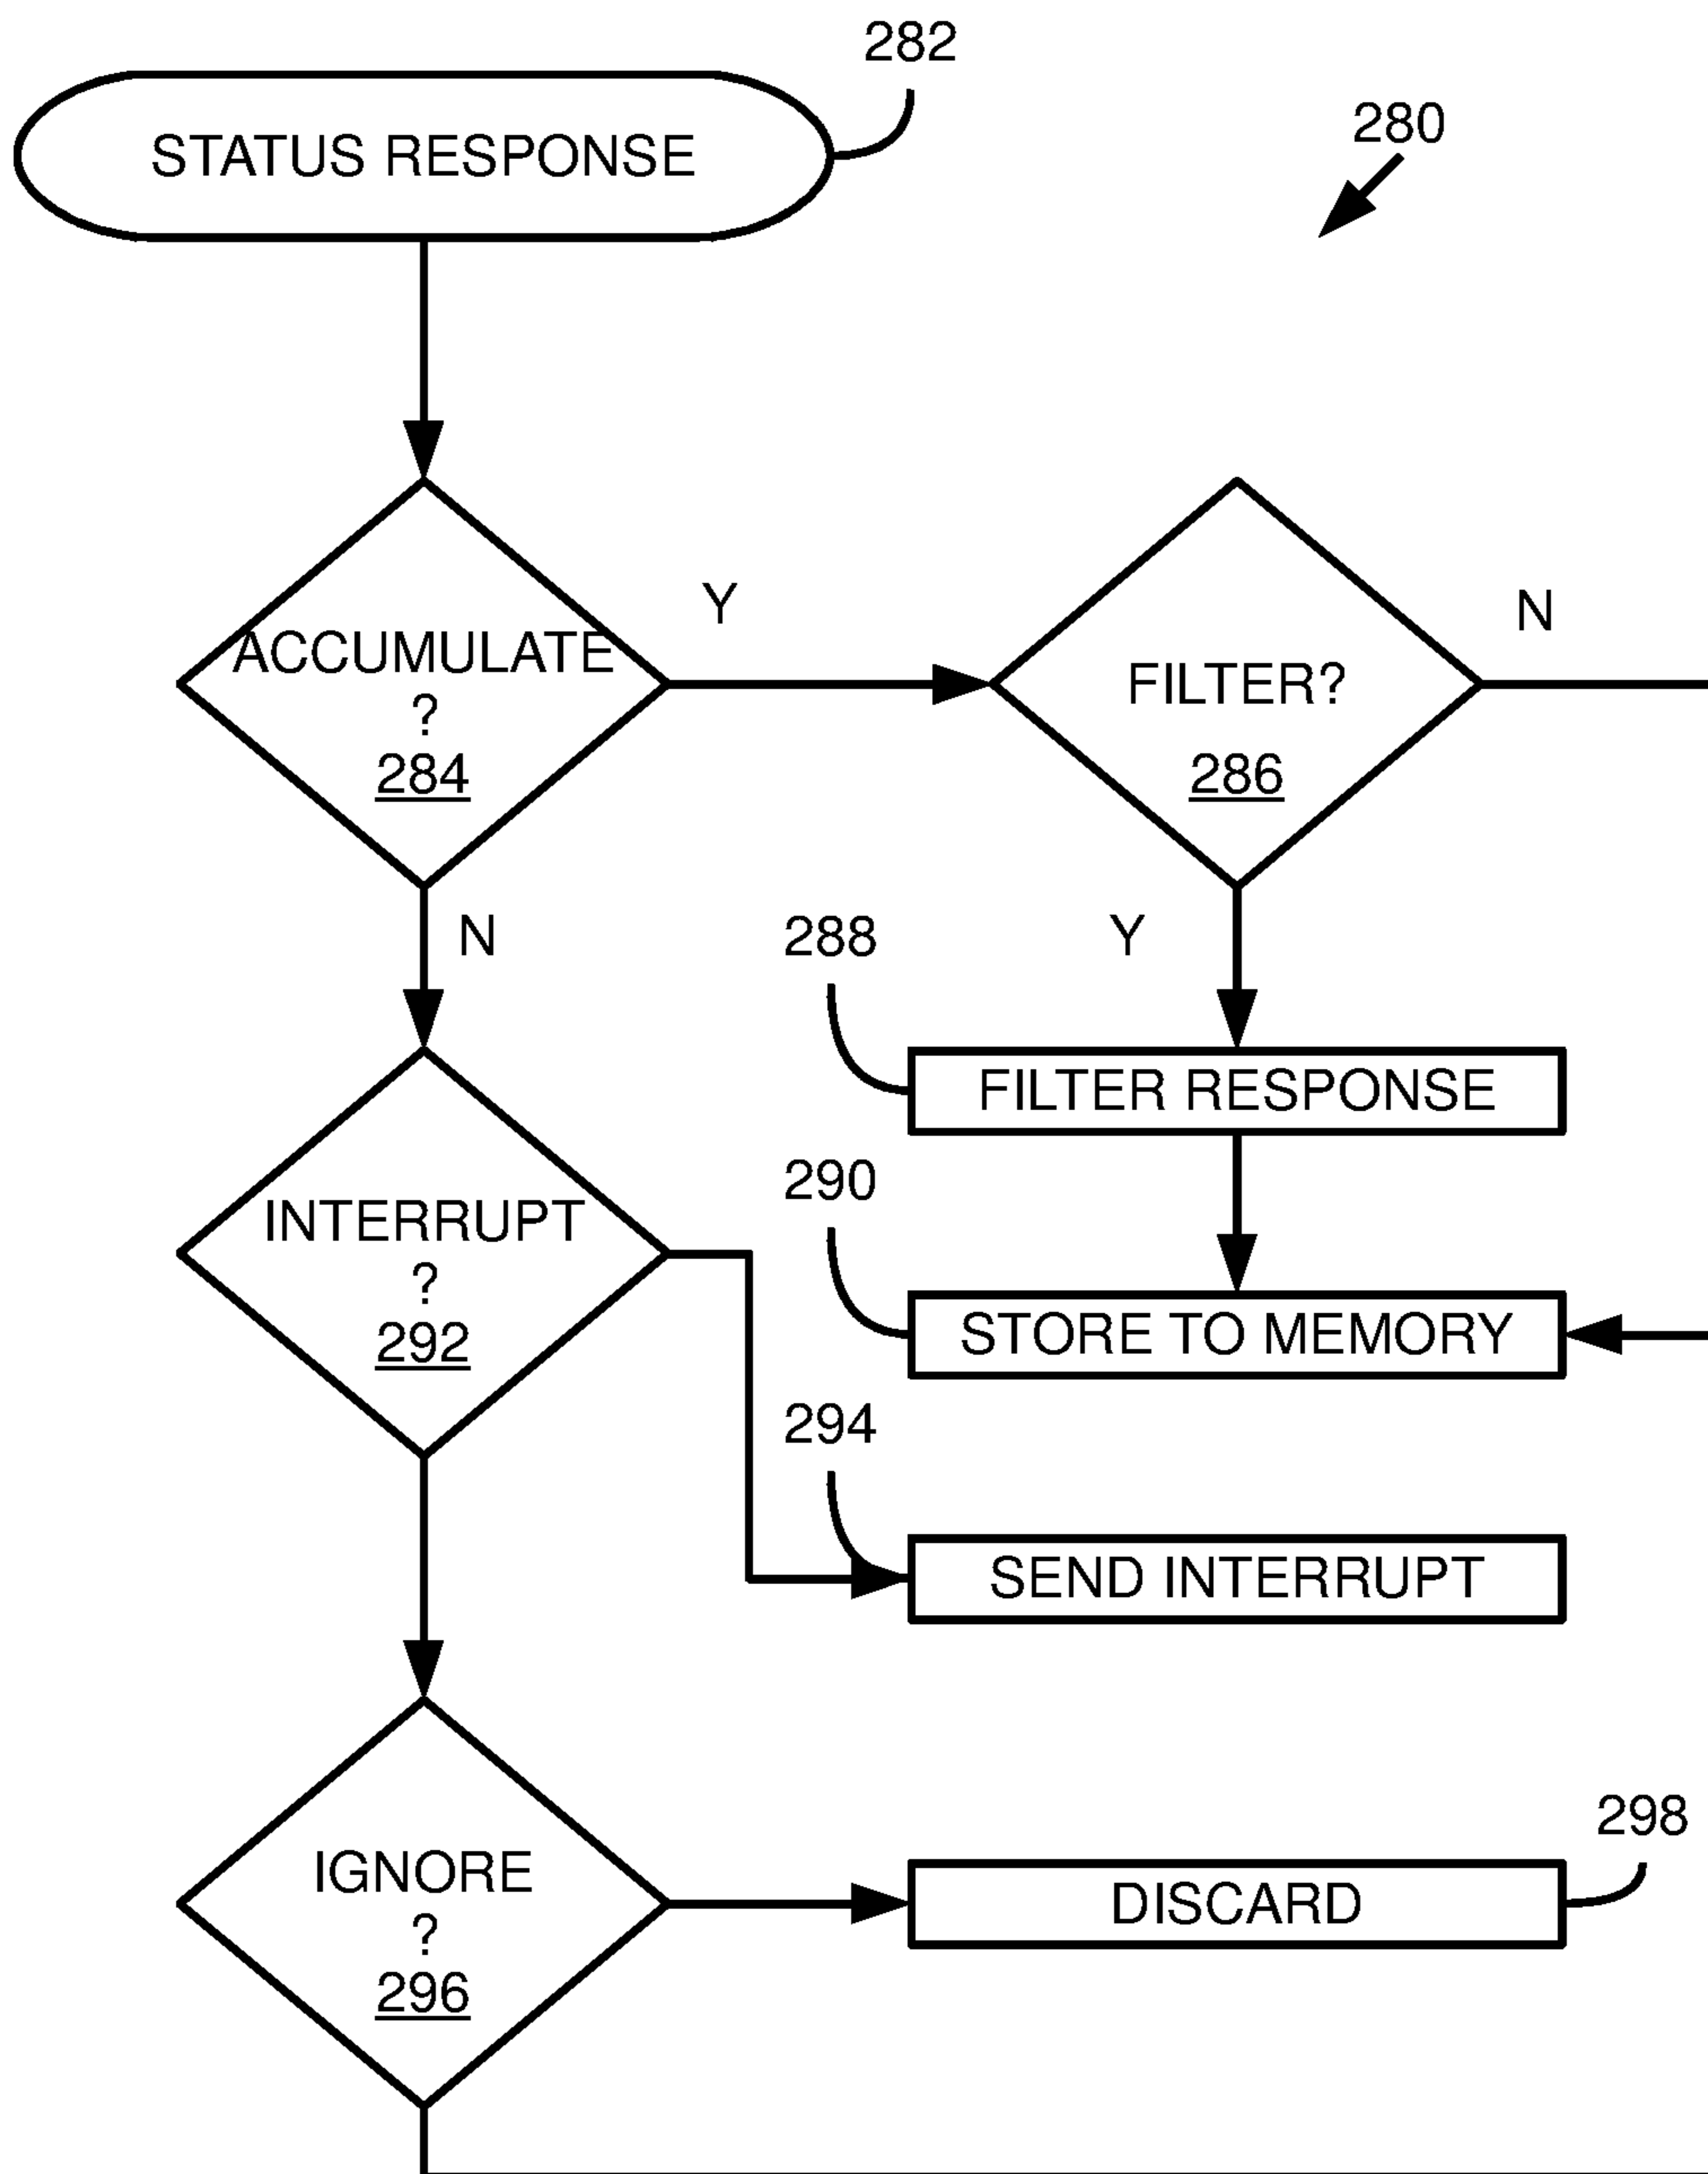 282
STATUS RESPONSE
280
ACCUMULATE
?
284
Y
FILTER?
286
N
N
Y
288
FILTER RESPONSE
290
STORE TO MEMORY
INTERRUPT
?
292
294
SEND INTERRUPT
IGNORE
?
296
298
DISCARD